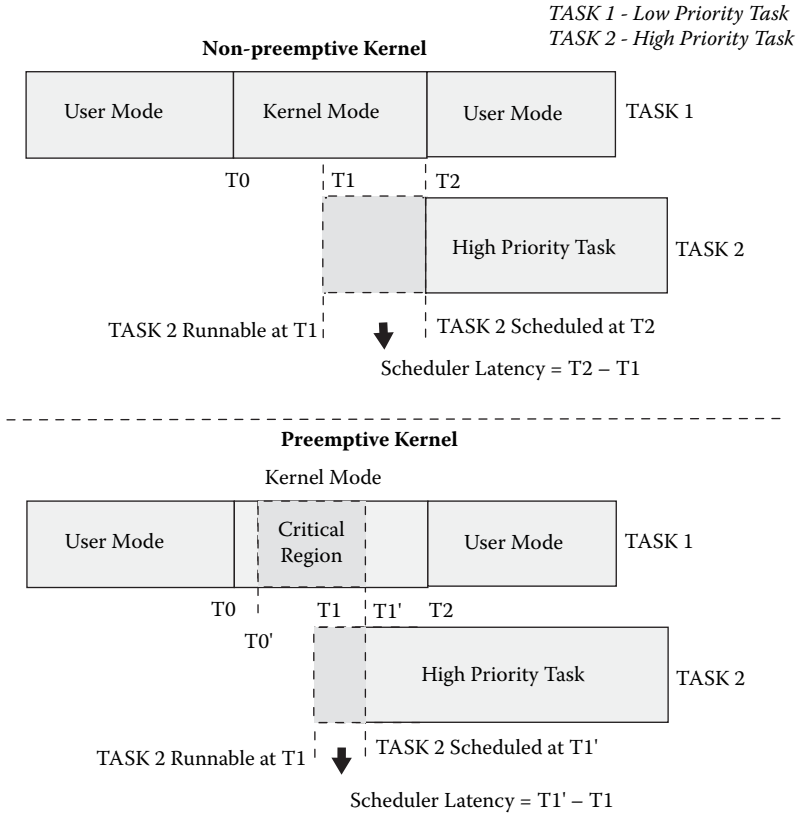 TASK 1 - Low Priority Task
TASK 2 - High Priority Task
Non-preemptive Kernel
User Mode
Kernel Mode
User Mode
TASK 1
T0
T1
T2
High Priority Task
TASK 2
TASK 2 Runnable at T1
TASK 2 Scheduled at T2
Scheduler Latency = T2 – T1
Preemptive Kernel
Kernel Mode
User Mode
Critical
Region
User Mode
TASK 1
T0
T1
T1'
T2
T0'
High Priority Task
TASK 2
TASK 2 Runnable at T1
TASK 2 Scheduled at T1'
Scheduler Latency = T1' – T1